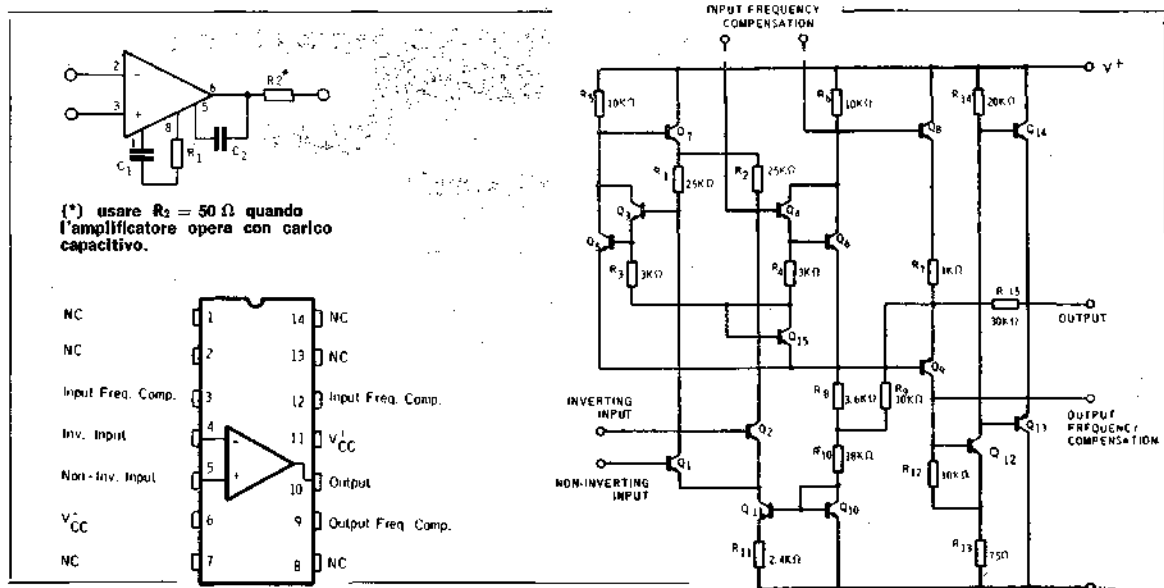 2
3
6
5
8
1
R2*
C1
R1
C2
(*) usare R₂ = 50 Ω quando
l'amplificatore opera con carico
capacitivo.
NC 1 14 NC
NC 2 13 NC
Input Freq. Comp. 3 12 Input Freq. Comp.
Inv. Input 4 11 V+CC
Non-Inv. Input 5 10 Output
V-CC 6 9 Output Freq. Comp.
NC 7 8 NC
INPUT FREQUENCY
COMPENSATION
V+
R5 10KΩ
R6 10KΩ
R14 20KΩ
Q7
Q8
Q14
R1 25KΩ
R2 25KΩ
Q3
Q4
Q5
Q6
R3 3KΩ
R4 3KΩ
R7 1KΩ
R15 30KΩ
OUTPUT
Q15
Q9
R8 3.6KΩ
R9 30KΩ
OUTPUT
FREQUENCY
COMPENSATION
INVERTING
INPUT
Q2
Q1
NON-INVERTING
INPUT
R10 38KΩ
Q13
Q12
R12 30KΩ
Q10
R11 2.4KΩ
R13 75Ω